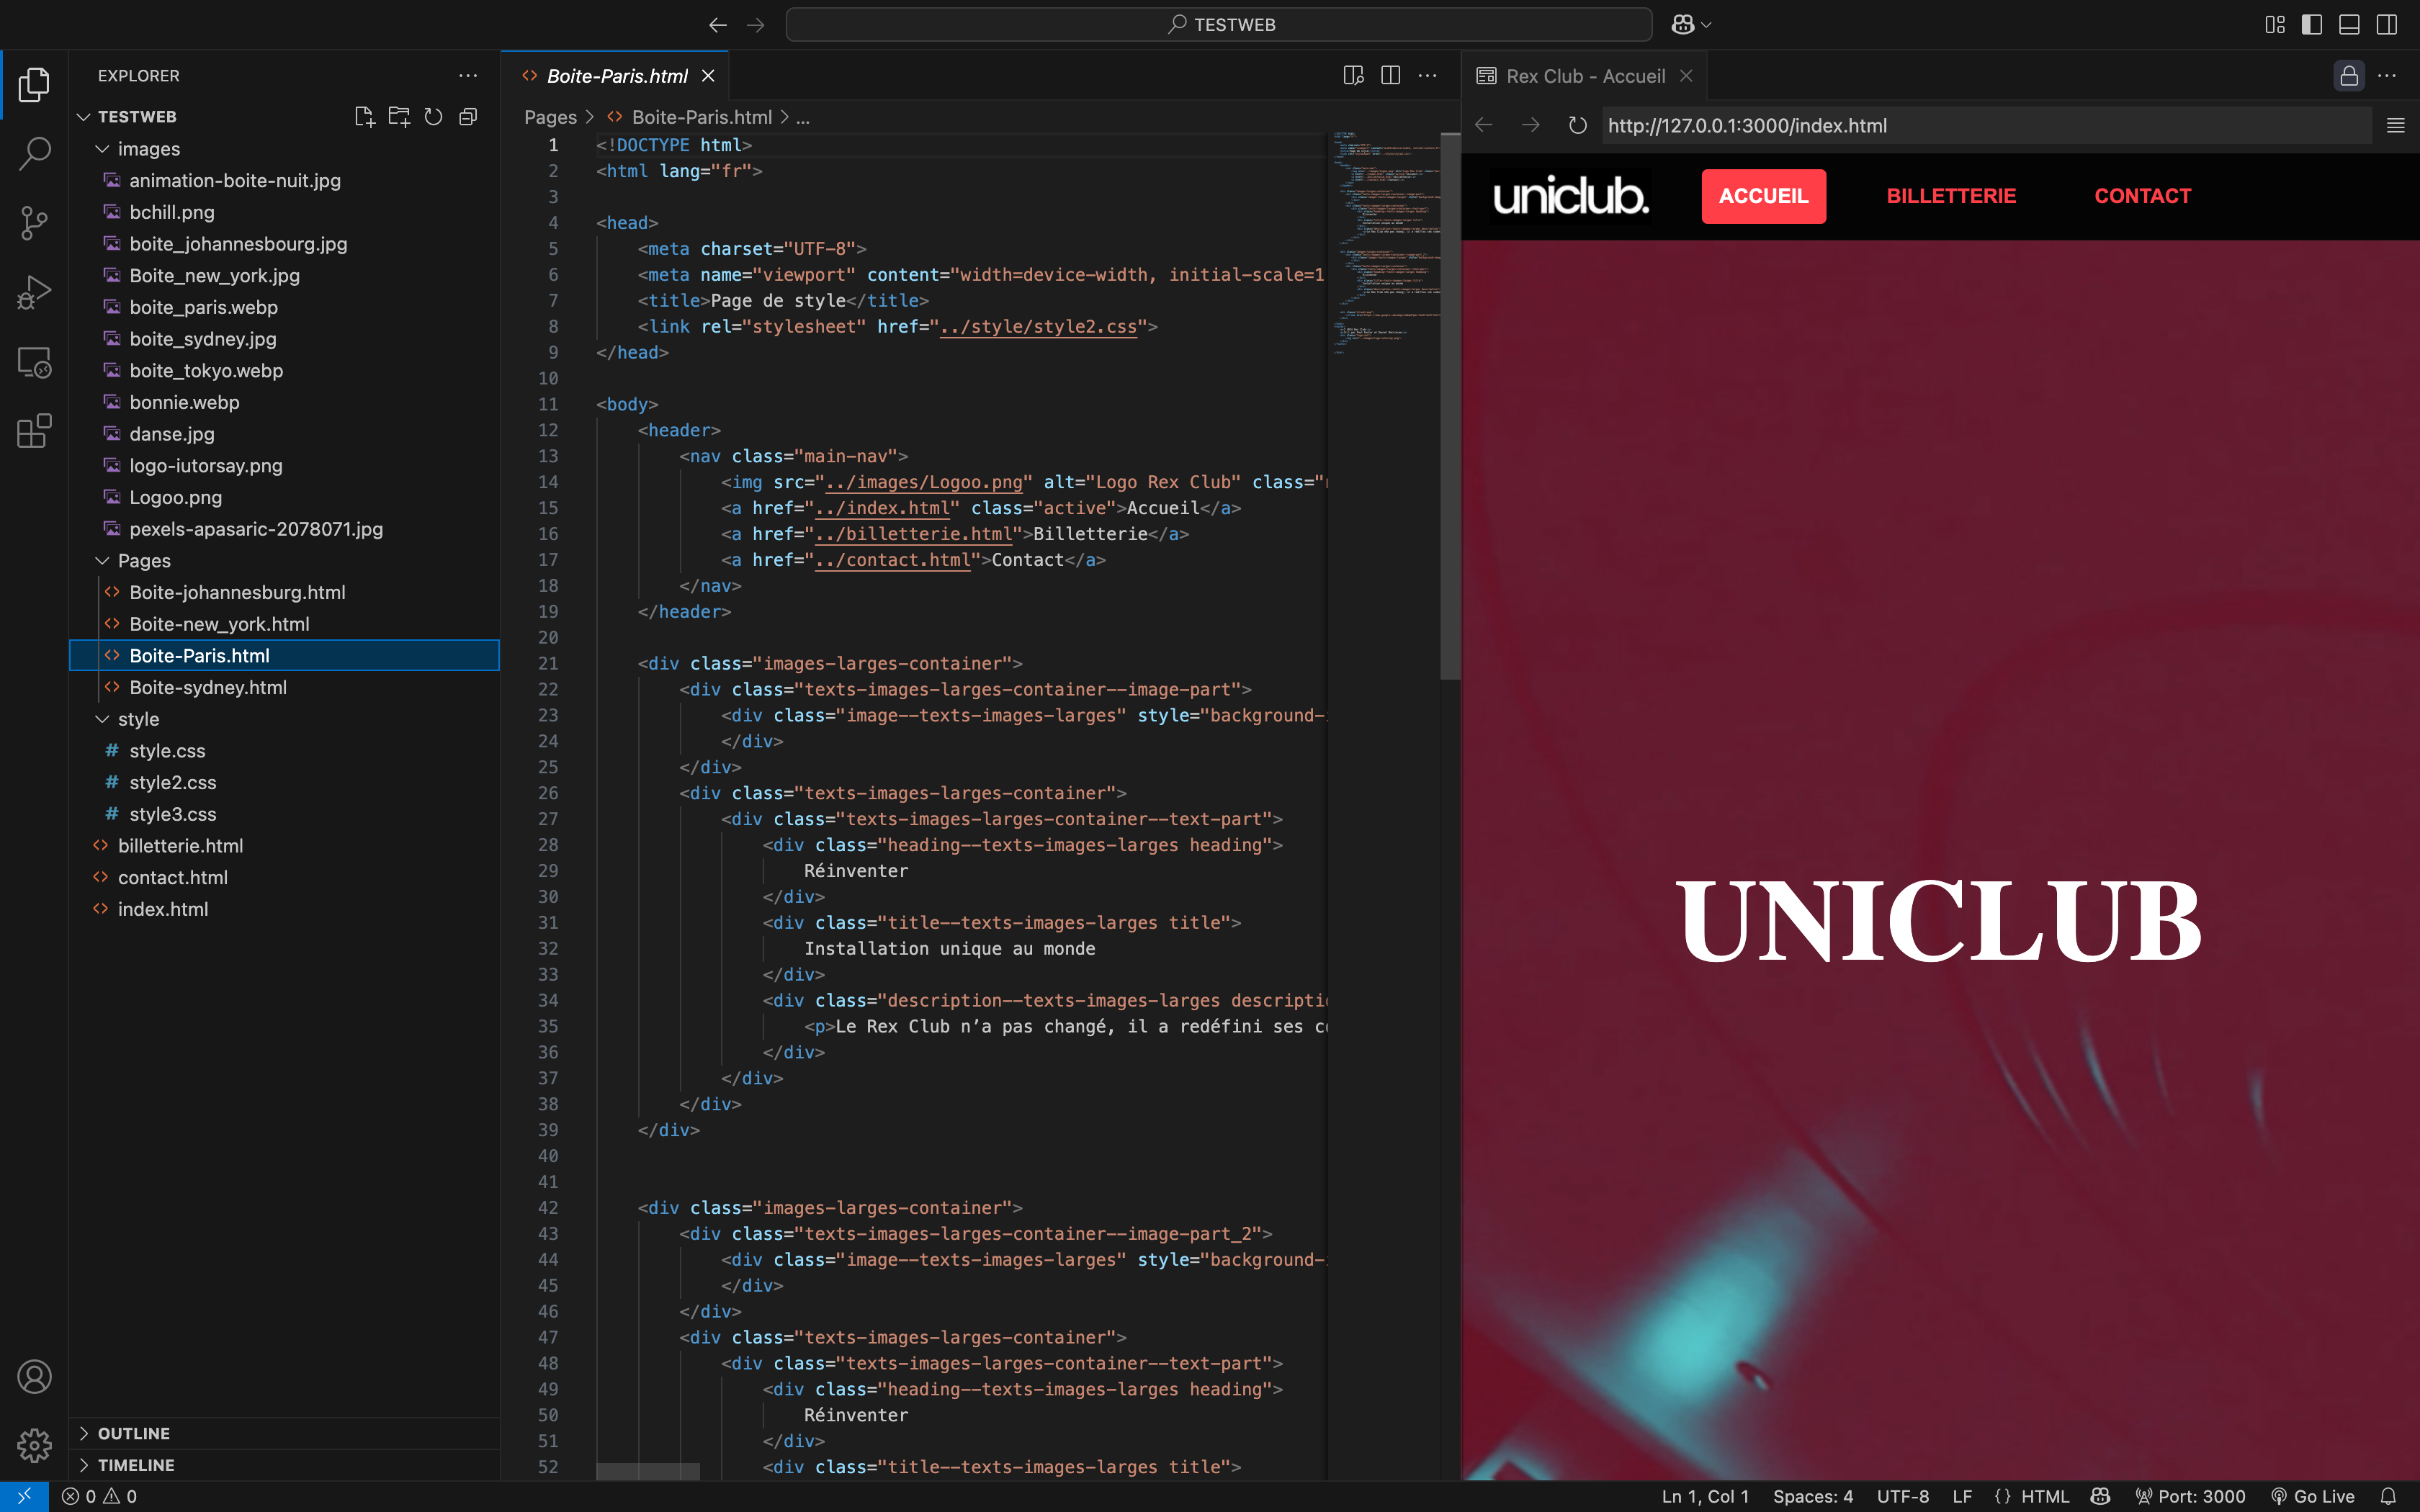 TESTWEB
EXPLORER
TESTWEB
images
animation-boite-nuit.jpg
bchill.png
boite_johannesbourg.jpg
Boite_new_york.jpg
boite_paris.webp
boite_sydney.jpg
boite_tokyo.webp
bonnie.webp
danse.jpg
logo-iutorsay.png
Logoo.png
pexels-apasaric-2078071.jpg
Pages
Boite-johannesburg.html
Boite-new_york.html
Boite-Paris.html
Boite-sydney.html
style
# style.css
# style2.css
# style3.css
billetterie.html
contact.html
index.html
OUTLINE
TIMELINE
Boite-Paris.html
Pages > Boite-Paris.html > ...
1 <!DOCTYPE html>
2 <html lang="fr">
3
4 <head>
5 <meta charset="UTF-8">
6 <meta name="viewport" content="width=device-width, initial-scale=1
7 <title>Page de style</title>
8 <link rel="stylesheet" href="../style/style2.css">
9 </head>
10
11 <body>
12 <header>
13 <nav class="main-nav">
14 <img src="../images/Logoo.png" alt="Logo Rex Club" class="
15 <a href="../index.html" class="active">Accueil</a>
16 <a href="../billetterie.html">Billetterie</a>
17 <a href="../contact.html">Contact</a>
18 </nav>
19 </header>
20
21 <div class="images-larges-container">
22 <div class="texts-images-larges-container--image-part">
23 <div class="image--texts-images-larges" style="background-
24 </div>
25 </div>
26 <div class="texts-images-larges-container">
27 <div class="texts-images-larges-container--text-part">
28 <div class="heading--texts-images-larges heading">
29 Réinventer
30 </div>
31 <div class="title--texts-images-larges title">
32 Installation unique au monde
33 </div>
34 <div class="description--texts-images-larges descripti
35 <p>Le Rex Club n’a pas changé, il a redéfini ses c
36 </div>
37 </div>
38 </div>
39 </div>
40
41
42 <div class="images-larges-container">
43 <div class="texts-images-larges-container--image-part_2">
44 <div class="image--texts-images-larges" style="background-
45 </div>
46 </div>
47 <div class="texts-images-larges-container">
48 <div class="texts-images-larges-container--text-part">
49 <div class="heading--texts-images-larges heading">
50 Réinventer
51 </div>
52 <div class="title--texts-images-larges title">
Rex Club - Accueil
http://127.0.0.1:3000/index.html
uniclub.
ACCUEIL
BILLETTERIE
CONTACT
UNICLUB
0 0
Ln 1, Col 1
Spaces: 4
UTF-8
LF
{} HTML
Port: 3000
Go Live